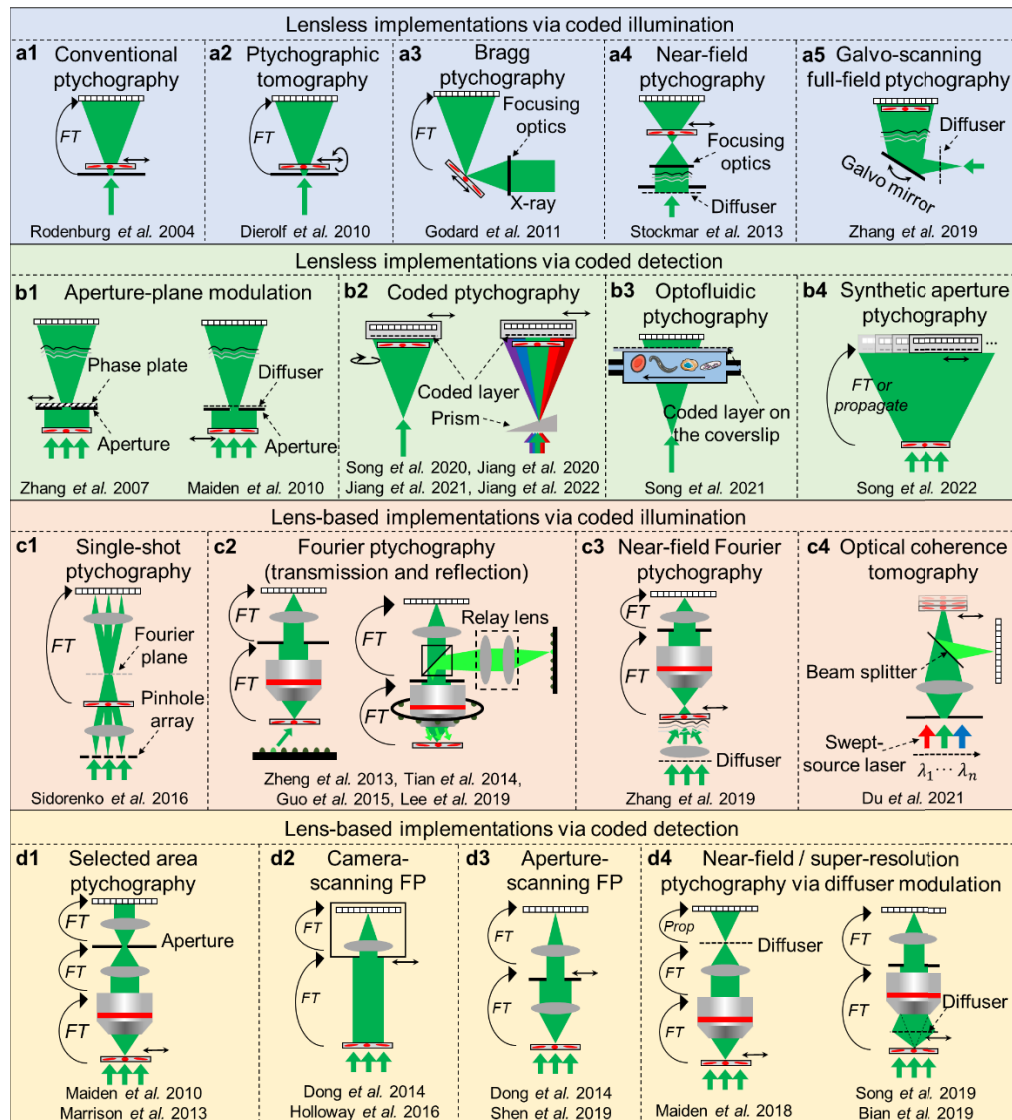 Lensless implementations via coded illumination
a1 Conventional
ptychography
FT
Rodenburg et al. 2004
a2 Ptychographic
tomography
FT
Dierolf et al. 2010
a3 Bragg
ptychography
FT
Focusing
optics
X-ray
Godard et al. 2011
a4 Near-field
ptychography
Focusing
optics
Diffuser
Stockmar et al. 2013
a5 Galvo-scanning
full-field ptychography
Diffuser
Galvo mirror
Zhang et al. 2019
Lensless implementations via coded detection
b1 Aperture-plane modulation
Phase plate
Aperture
Zhang et al. 2007
Diffuser
Aperture
Maiden et al. 2010
b2 Coded ptychography
Coded layer
Prism
Song et al. 2020, Jiang et al. 2020
Jiang et al. 2021, Jiang et al. 2022
b3 Optofluidic
ptychography
Coded layer on
the coverslip
Song et al. 2021
b4 Synthetic aperture
ptychography
...
FT or
propagate
Song et al. 2022
Lens-based implementations via coded illumination
c1 Single-shot
ptychography
FT
Fourier
plane
Pinhole
array
Sidorenko et al. 2016
c2 Fourier ptychography
(transmission and reflection)
FT
FT
FT
FT
Relay lens
Zheng et al. 2013, Tian et al. 2014,
Guo et al. 2015, Lee et al. 2019
c3 Near-field Fourier
ptychography
FT
FT
Diffuser
Zhang et al. 2019
c4 Optical coherence
tomography
Beam splitter
Swept-
source laser
λ1 ··· λn
Du et al. 2021
Lens-based implementations via coded detection
d1 Selected area
ptychography
FT
Aperture
FT
FT
Maiden et al. 2010
Marrison et al. 2013
d2 Camera-
scanning FP
FT
FT
Dong et al. 2014
Holloway et al. 2016
d3 Aperture-
scanning FP
FT
FT
Dong et al. 2014
Shen et al. 2019
d4 Near-field / super-resolution
ptychography via diffuser modulation
Prop
Diffuser
FT
FT
Maiden et al. 2018
FT
FT
Diffuser
Song et al. 2019
Bian et al. 2019